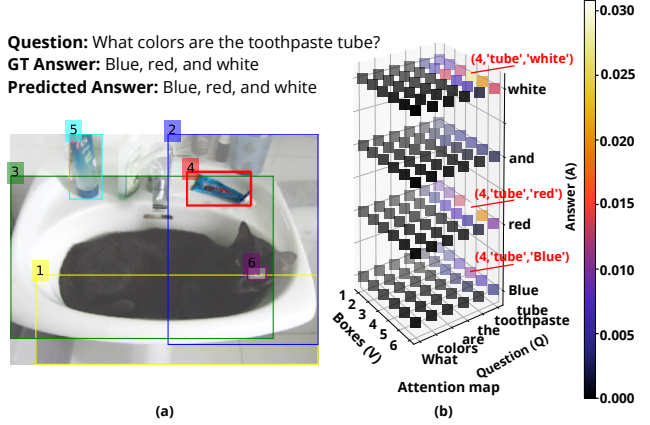 Question: What colors are the toothpaste tube?
GT Answer: Blue, red, and white
Predicted Answer: Blue, red, and white
5
2
3
4
1
6
(a)
(4,'tube','white')
white
and
(4,'tube','red')
red
(4,'tube','Blue')
Blue
1
2
3
4
5
6
Boxes (V)
What
colors
are
the
toothpaste
tube
Question (Q)
Answer (A)
Attention map
(b)
0.030
0.025
0.020
0.015
0.010
0.005
0.000